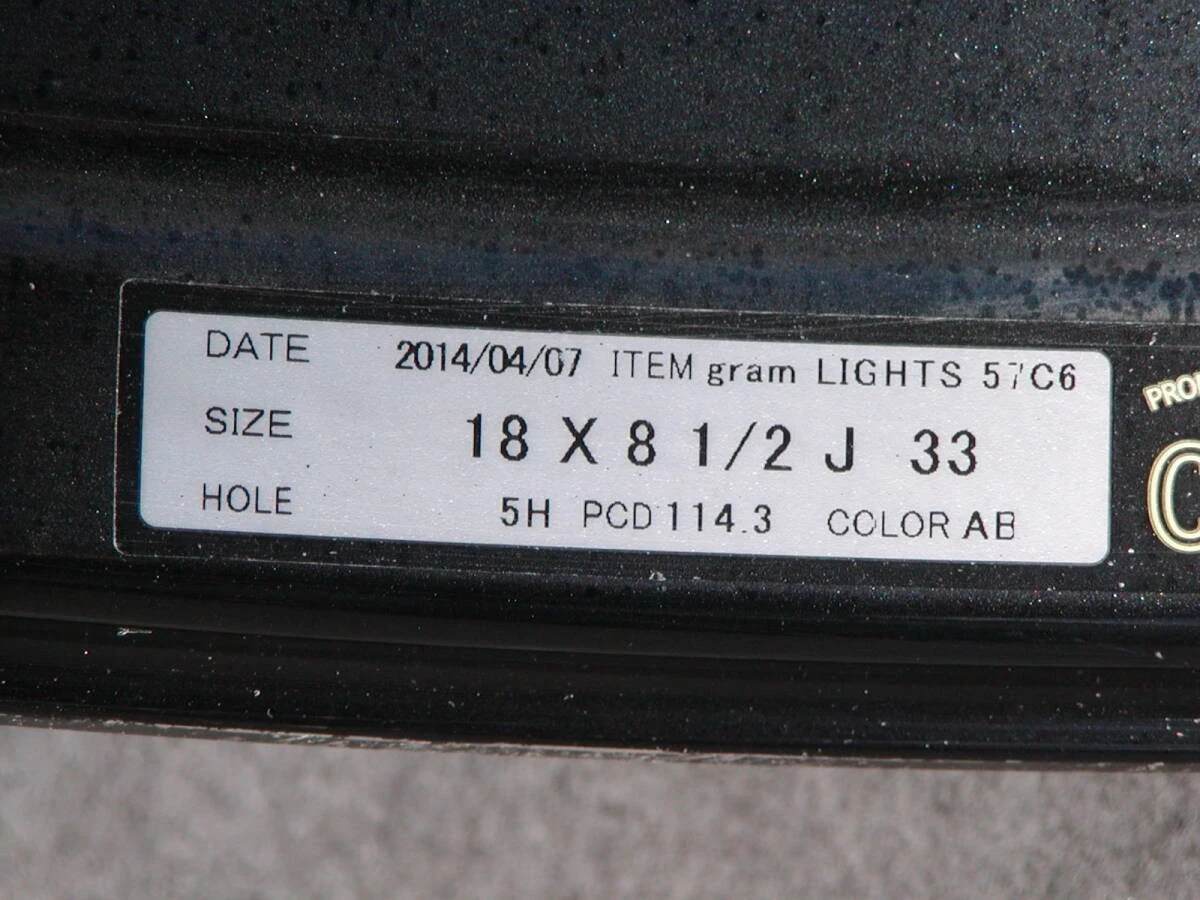 DATE 2014/04/07 ITEM gram LIGHTS 57C6
SIZE 18 X 8 1/2 J 33
HOLE 5H PCD 114.3 COLOR AB